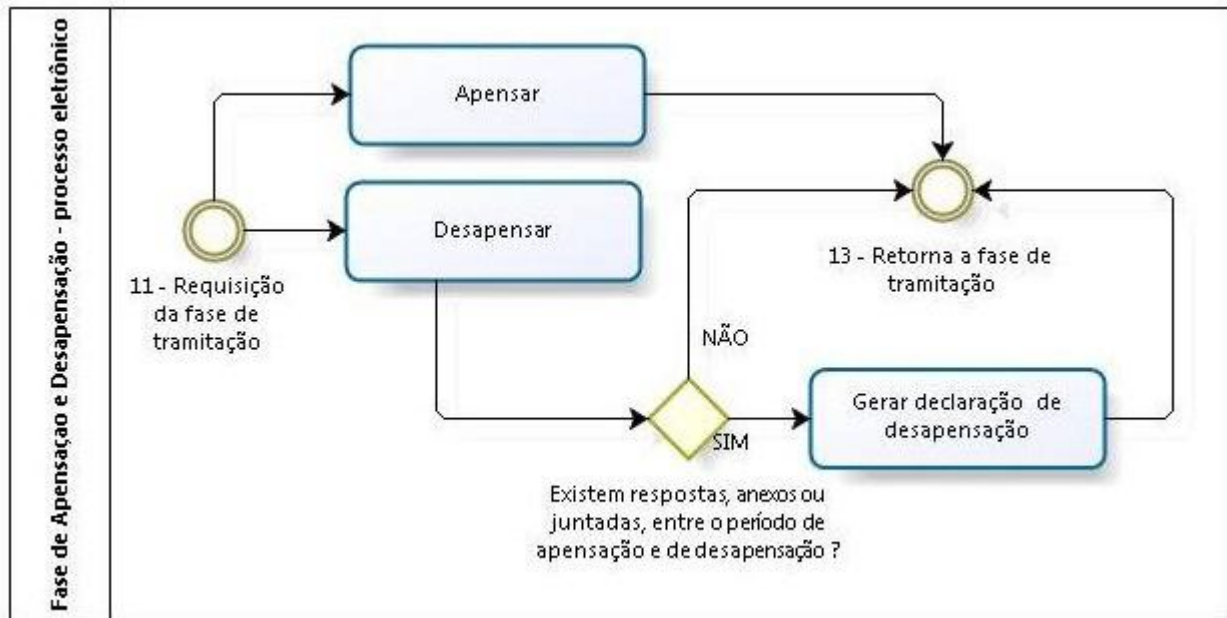 Fase de Apensaçao e Desapensação - processo eletrônico
Apensar
Desapensar
11 - Requisição
da fase de
tramitação
13 - Retorna a fase de
tramitação
NÃO
SIM
Gerar declaração de
desapensação
Existem respostas, anexos ou
juntadas, entre o período de
apensação e de desapensação ?